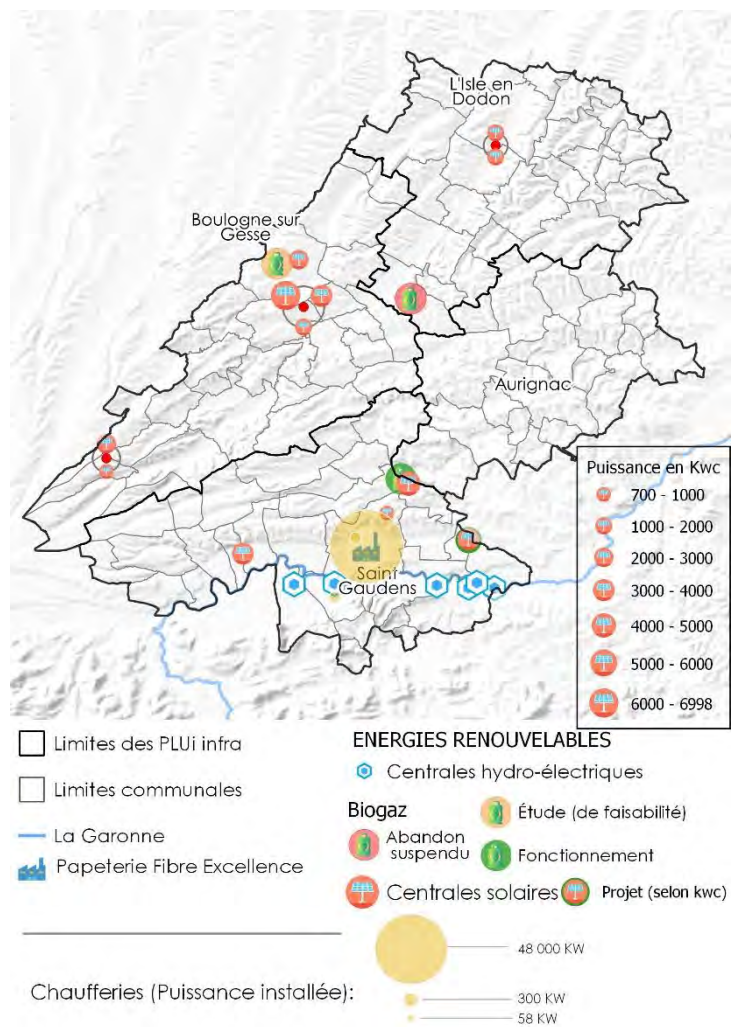 L'Isle en
Dodon
Boulogne sur
Gesse
Aurignac
Saint
Gaudens
Puissance en Kwc
700 - 1000
1000 - 2000
2000 - 3000
3000 - 4000
4000 - 5000
5000 - 6000
6000 - 6998
Limites des PLUi infra
Limites communales
La Garonne
Papeterie Fibre Excellence
ENERGIES RENOUVELABLES
Centrales hydro-électriques
Biogaz
Étude (de faisabilité)
Abandon
suspendu
Fonctionnement
Centrales solaires
Projet (selon kwc)
Chaufferies (Puissance installée):
48 000 KW
300 KW
58 KW